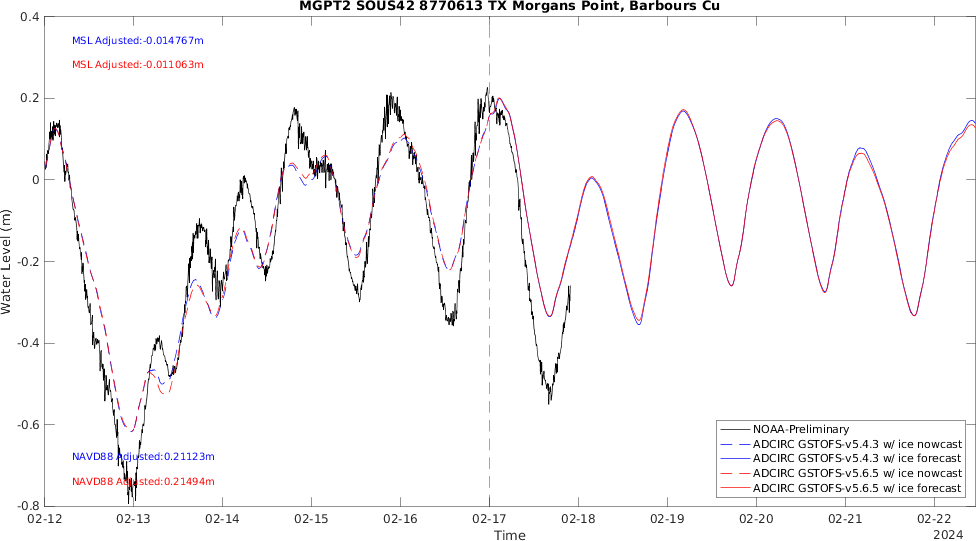 MGPT2 SOUS42 8770613 TX Morgans Point, Barbours Cu
0.4
0.2
0
-0.2
-0.4
-0.6
-0.8
Water Level (m)
MSL Adjusted:-0.014767m
MSL Adjusted:-0.011063m
NAVD88 Adjusted:0.21123m
NAVD88 Adjusted:0.21494m
NOAA-Preliminary
ADCIRC GSTOFS-v5.4.3 w/ ice nowcast
ADCIRC GSTOFS-v5.4.3 w/ ice forecast
ADCIRC GSTOFS-v5.6.5 w/ ice nowcast
ADCIRC GSTOFS-v5.6.5 w/ ice forecast
02-12 02-13 02-14 02-15 02-16 02-17 02-18 02-19 02-20 02-21 02-22
Time
2024